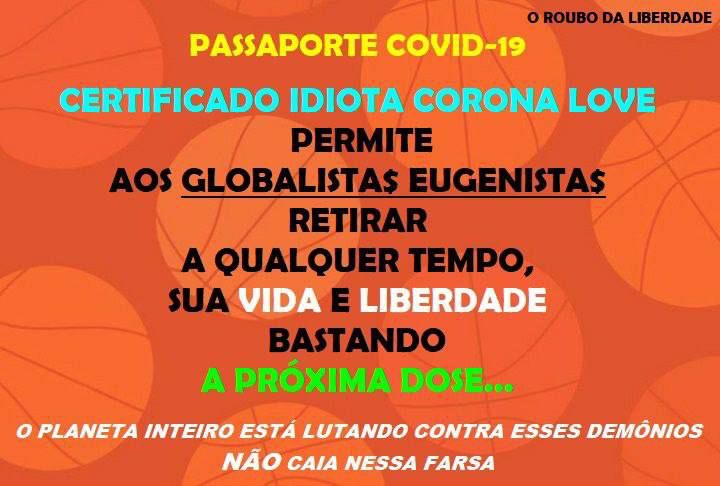 O ROUBO DA LIBERDADE
PASSAPORTE COVID-19
CERTIFICADO IDIOTA CORONA LOVE
PERMITE
AOS GLOBALISTA$ EUGENISTA$
RETIRAR
A QUALQUER TEMPO,
SUA VIDA E LIBERDADE
BASTANDO
A PRÓXIMA DOSE...
O PLANETA INTEIRO ESTÁ LUTANDO CONTRA ESSES DEMÔNIOS
NÃO CAIA NESSA FARSA